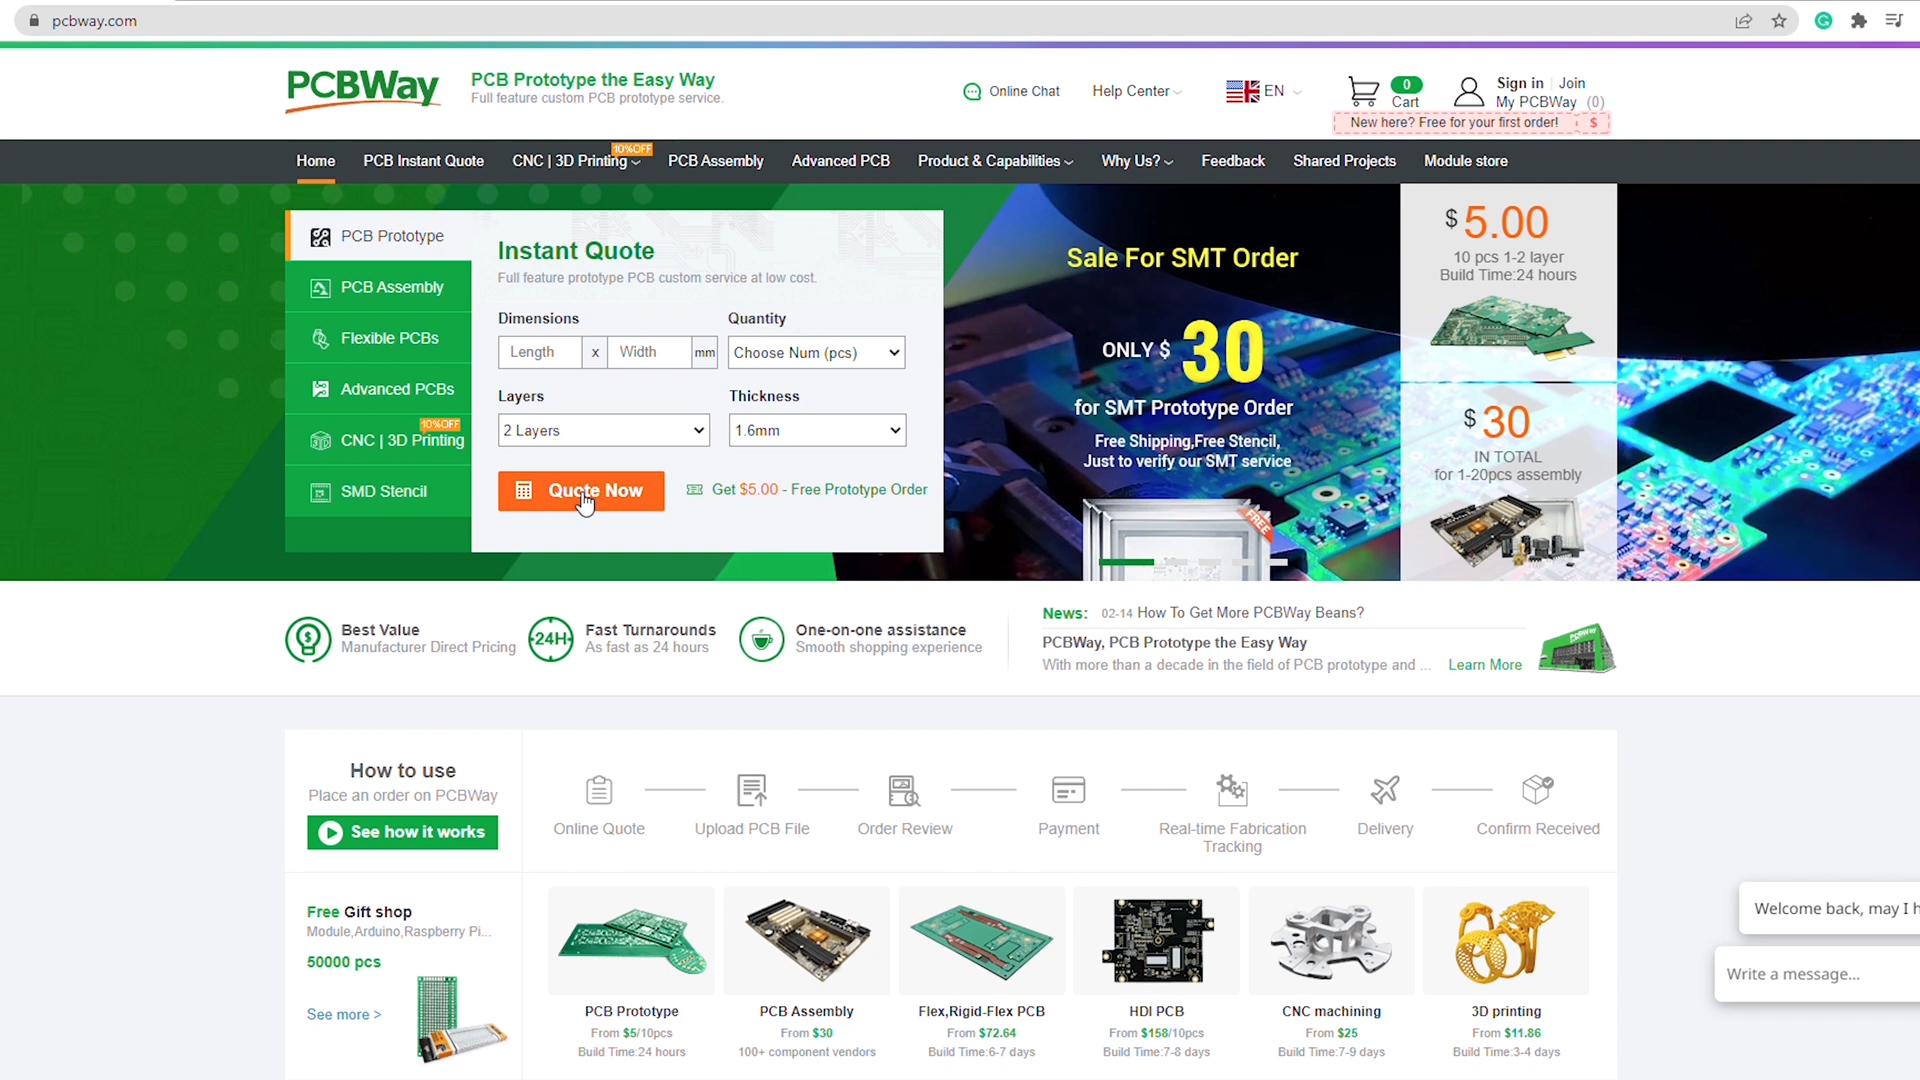 pcbway.com
PCBWay
PCB Prototype the Easy Way
Full feature custom PCB prototype service.
Online Chat
Help Center
EN
0
Cart
Sign in | Join
My PCBWay (0)
New here? Free for your first order! $
Home
PCB Instant Quote
CNC | 3D Printing
10%OFF
PCB Assembly
Advanced PCB
Product & Capabilities
Why Us?
Feedback
Shared Projects
Module store
PCB Prototype
PCB Assembly
Flexible PCBs
Advanced PCBs
10%OFF
CNC | 3D Printing
SMD Stencil
Instant Quote
Full feature prototype PCB custom service at low cost.
Dimensions
Quantity
Length x Width mm
Choose Num (pcs)
Layers
Thickness
2 Layers
1.6mm
Quote Now
Get $5.00 - Free Prototype Order
Sale For SMT Order
ONLY $ 30
for SMT Prototype Order
Free Shipping,Free Stencil,
Just to verify our SMT service
FREE
$ 5.00
10 pcs 1-2 layer
Build Time:24 hours
$ 30
IN TOTAL
for 1-20pcs assembly
Best Value
Manufacturer Direct Pricing
24H
Fast Turnarounds
As fast as 24 hours
One-on-one assistance
Smooth shopping experience
News: 02-14 How To Get More PCBWay Beans?
PCBWay, PCB Prototype the Easy Way
With more than a decade in the field of PCB prototype and ... Learn More
PCBWay
How to use
Place an order on PCBWay
See how it works
Online Quote
Upload PCB File
Order Review
Payment
Real-time Fabrication
Tracking
Delivery
Confirm Received
Free Gift shop
Module,Arduino,Raspberry Pi...
50000 pcs
See more >
PCB Prototype
From $5/10pcs
Build Time:24 hours
PCB Assembly
From $30
100+ component vendors
Flex,Rigid-Flex PCB
From $72.64
Build Time:6-7 days
HDI PCB
From $158/10pcs
Build Time:7-8 days
CNC machining
From $25
Build Time:7-9 days
3D printing
From $11.86
Build Time:3-4 days
Welcome back, may I h
Write a message...